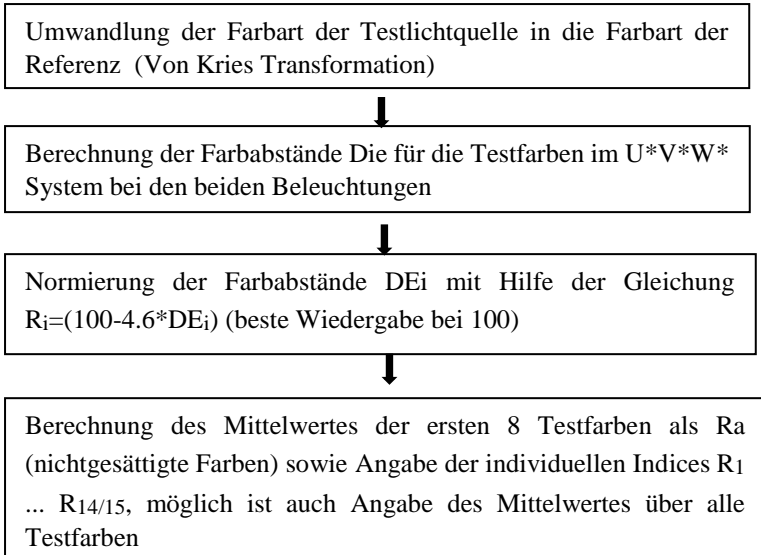 Umwandlung der Farbart der Testlichtquelle in die Farbart der
Referenz (Von Kries Transformation)
Berechnung der Farbabstände Die für die Testfarben im U*V*W*
System bei den beiden Beleuchtungen
Normierung der Farbabstände DEi mit Hilfe der Gleichung
Ri=(100-4.6*DEi) (beste Wiedergabe bei 100)
Berechnung des Mittelwertes der ersten 8 Testfarben als Ra
(nichtgesättigte Farben) sowie Angabe der individuellen Indices R1
... R14/15, möglich ist auch Angabe des Mittelwertes über alle
Testfarben